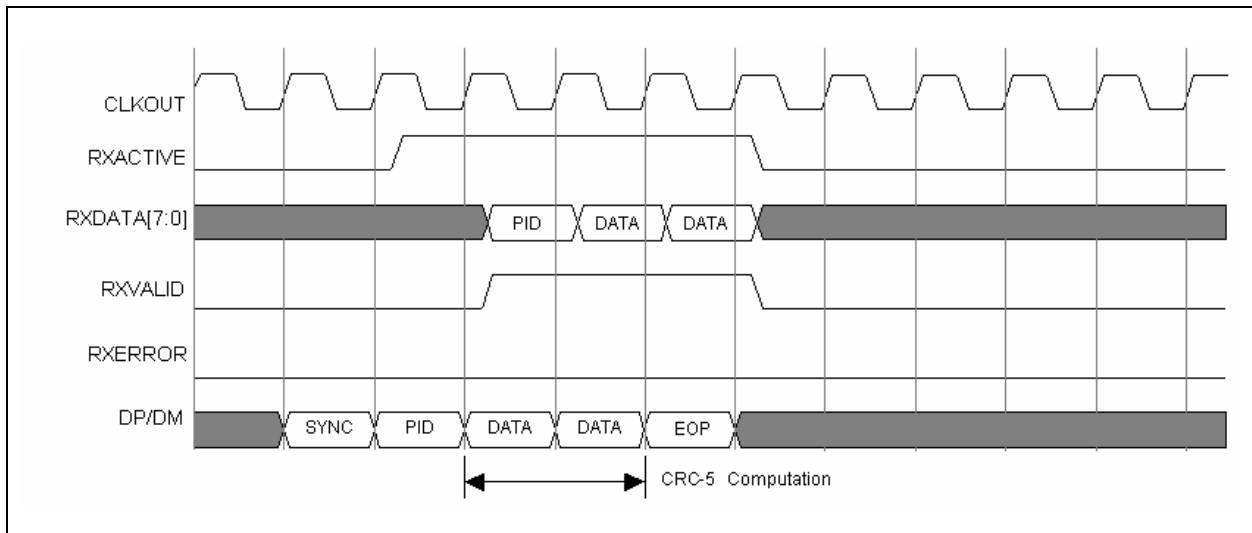 CLKOUT
RXACTIVE
RXDATA[7:0]
PID DATA DATA
RXVALID
RXERROR
DP/DM
SYNC PID DATA DATA EOP
CRC-5 Computation